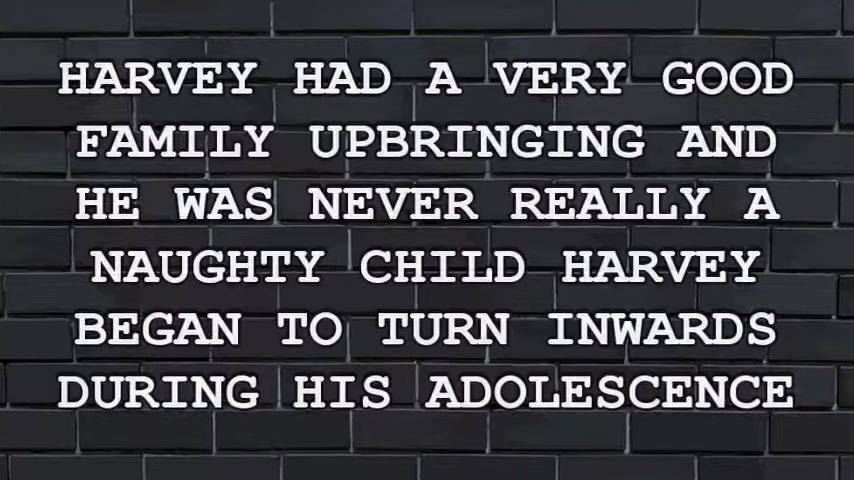 HARVEY HAD A VERY GOOD
FAMILY UPBRINGING AND
HE WAS NEVER REALLY A
NAUGHTY CHILD HARVEY
BEGAN TO TURN INWARDS
DURING HIS ADOLESCENCE